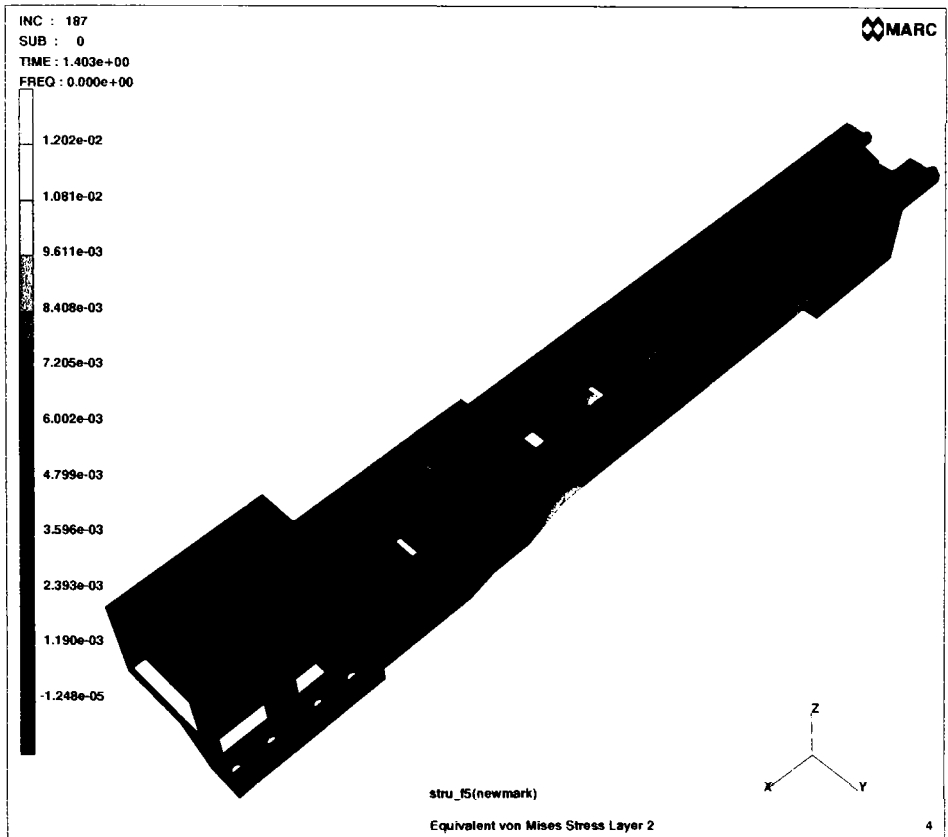 INC : 187
SUB : 0
TIME : 1.403e+00
FREQ : 0.000e+00
MARC
1.202e-02
1.081e-02
9.611e-03
8.408e-03
7.205e-03
6.002e-03
4.799e-03
3.596e-03
2.393e-03
1.190e-03
-1.248e-05
Z
X
Y
stru_f5(newmark)
Equivalent von Mises Stress Layer 2
4